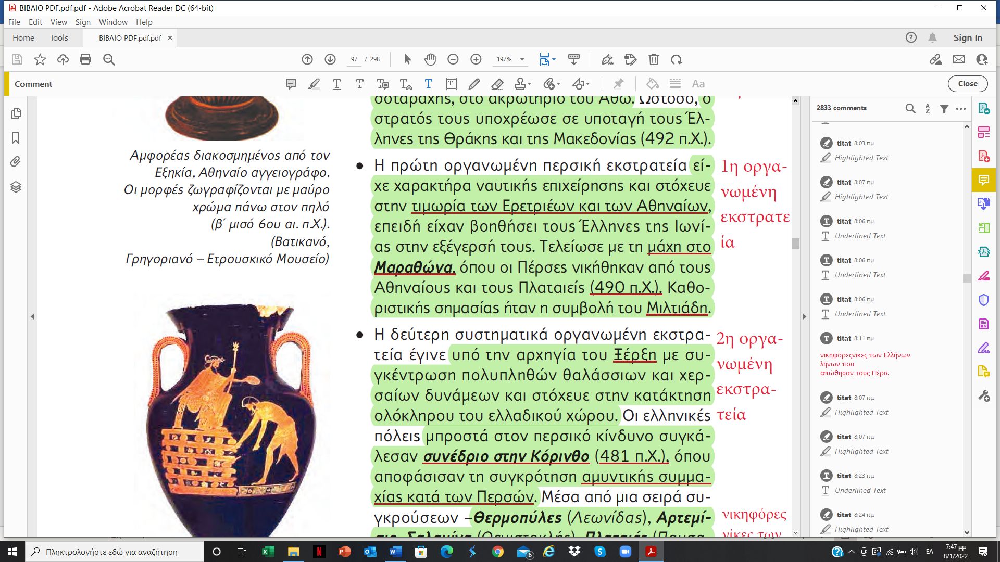 ΒΙΒΛΙΟ PDF.pdf.pdf - Adobe Acrobat Reader DC (64-bit)
File Edit View Sign Window Help
Home Tools ΒΙΒΛΙΟ PDF.pdf.pdf × Sign In
97 / 298 197%
Comment Close
Αμφορέας διακοσμημένος από τον
Εξηκία, Αθηναίο αγγειογράφο.
Οι μορφές ζωγραφίζονται με μαύρο
χρώμα πάνω στον πηλό
(β΄ μισό 6ου αι. π.Χ.).
(Βατικανό,
Γρηγοριανό – Ετρουσκικό Μουσείο)
σοταραχής, στο ακρωτήριο του Άθω. Ωστόσο, ο
στρατός τους υποχρέωσε σε υποταγή τους Έλ-
ληνες της Θράκης και της Μακεδονίας (492 π.Χ.).
● Η πρώτη οργανωμένη περσική εκστρατεία εί-
χε χαρακτήρα ναυτικής επιχείρησης και στόχευε
στην τιμωρία των Ερετριέων και των Αθηναίων,
επειδή είχαν βοηθήσει τους Έλληνες της Ιωνί-
ας στην εξέγερσή τους. Τελείωσε με τη μάχη στο
Μαραθώνα, όπου οι Πέρσες νικήθηκαν από τους
Αθηναίους και τους Πλαταιείς (490 π.Χ.). Καθο-
ριστικής σημασίας ήταν η συμβολή του Μιλτιάδη.
● Η δεύτερη συστηματικά οργανωμένη εκστρα-
τεία έγινε υπό την αρχηγία του Ξέρξη με συ-
γκέντρωση πολυπληθών θαλάσσιων και χερ-
σαίων δυνάμεων και στόχευε στην κατάκτηση
ολόκληρου του ελλαδικού χώρου. Οι ελληνικές
πόλεις μπροστά στον περσικό κίνδυνο συγκά-
λεσαν συνέδριο στην Κόρινθο (481 π.Χ.), όπου
αποφάσισαν τη συγκρότηση αμυντικής συμμα-
χίας κατά των Περσών. Μέσα από μια σειρά συ-
γκρούσεων –Θερμοπύλες (Λεωνίδας), Αρτεμί-
σιο, Σαλαμίνα (Θεμιστοκλής), Πλαταιές (Παυσα-
1η οργα-
νωμένη
εκστρατε
ία
2η οργα-
νωμένη
εκστρα-
τεία
νικηφόρες
νίκες των
2833 comments
titat 8:03 πμ
Highlighted Text
titat 8:07 πμ
Highlighted Text
titat 8:06 πμ
Underlined Text
titat 8:06 πμ
Underlined Text
titat 8:06 πμ
Underlined Text
titat 8:11 πμ
νικηφόρεςνίκες των Ελλήνων
λήνων που
απώθησαν τους Πέρσ.
titat 8:07 πμ
Highlighted Text
titat 8:07 πμ
Highlighted Text
titat 8:23 πμ
Underlined Text
titat 8:24 πμ
Highlighted Text
Πληκτρολογήστε εδώ για αναζήτηση
6
ΕΛ
7:47 μμ
8/1/2022